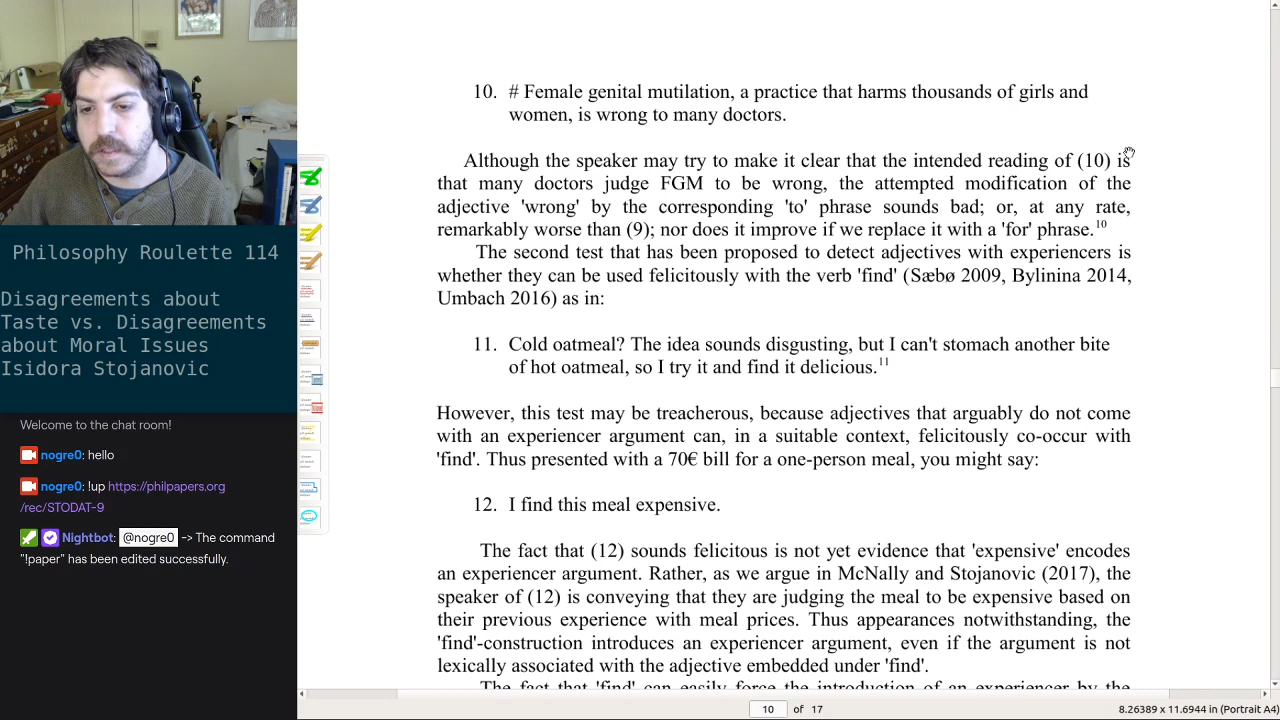 Philosophy Roulette 114
Disagreements about
Taste vs. Disagreements
about Moral Issues
Isidora Stojanovic
Welcome to the chat room!
nogre0: hello
nogre0: !up https://philpapers.org
/rec/STODAT-9
Nightbot: @nogre0 -> The command
"!paper" has been edited successfully.
10. # Female genital mutilation, a practice that harms thousands of girls and
women, is wrong to many doctors.
Although the speaker may try to make it clear that the intended reading of (10) is
that many doctors judge FGM to be wrong, the attempted modification of the
adjective 'wrong' by the corresponding 'to' phrase sounds bad; or, at any rate,
remarkably worse than (9); nor does it improve if we replace it with a 'for' phrase.10
The second test that has been proposed to detect adjectives with experiencers is
whether they can be used felicitously with the verb 'find' (Sæbø 2009, Bylinina 2014,
Umbach 2016) as in:
11. Cold oatmeal? The idea sounds disgusting, but I can't stomach another bite
of hot oatmeal, so I try it and find it delicious.11
However, this test may be treacherous, because adjectives that arguably do not come
with an experiencer argument can, in a suitable context, felicitously co-occur with
'find'. Thus presented with a 70€ bill for a one-person meal, you might say:
12. I find this meal expensive.
The fact that (12) sounds felicitous is not yet evidence that 'expensive' encodes
an experiencer argument. Rather, as we argue in McNally and Stojanovic (2017), the
speaker of (12) is conveying that they are judging the meal to be expensive based on
their previous experience with meal prices. Thus appearances notwithstanding, the
'find'-construction introduces an experiencer argument, even if the argument is not
lexically associated with the adjective embedded under 'find'.
The fact that 'find' can easily force the introduction of an experiencer by the
10 of 17
8.26389 x 11.6944 in (Portrait A4)